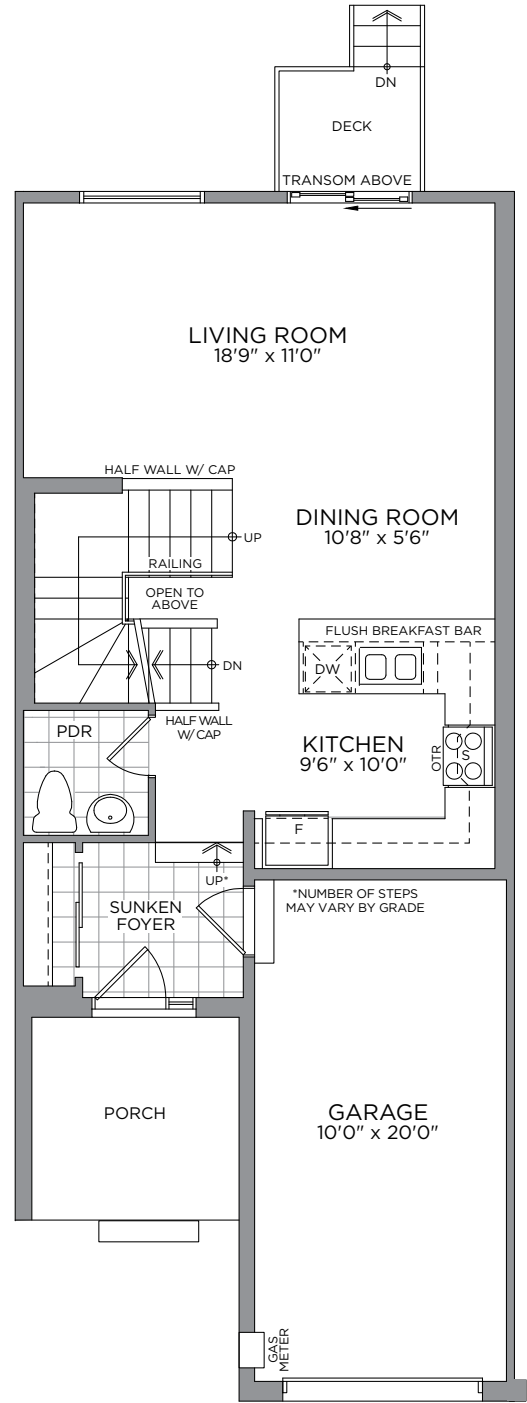 DN
DECK
TRANSOM ABOVE
LIVING ROOM
18'9" x 11'0"
HALF WALL W/ CAP
DINING ROOM
10'8" x 5'6"
UP
RAILING
OPEN TO
ABOVE
FLUSH BREAKFAST BAR
DW
DN
HALF WALL
W/ CAP
PDR
KITCHEN
9'6" x 10'0"
OTR
S
F
UP*
*NUMBER OF STEPS
MAY VARY BY GRADE
SUNKEN
FOYER
PORCH
GARAGE
10'0" x 20'0"
GAS
METER